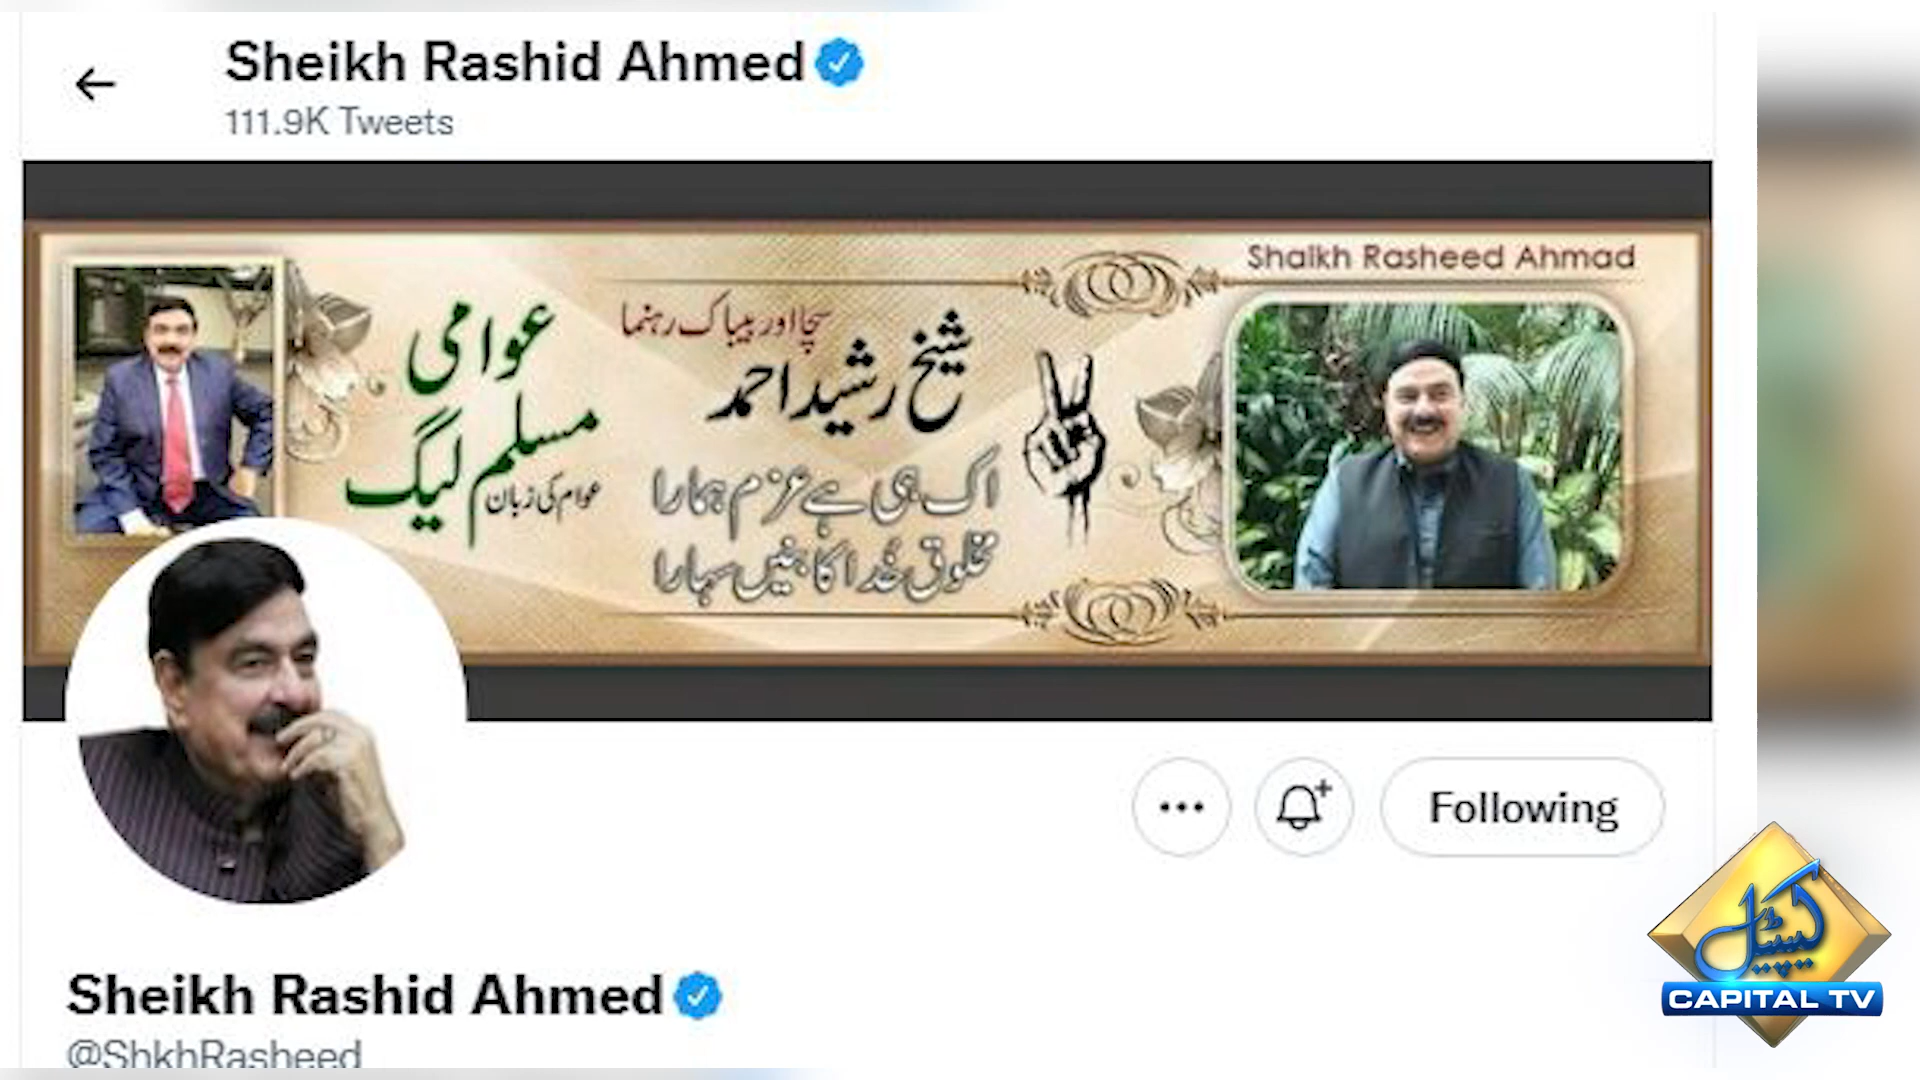 Sheikh Rashid Ahmed
111.9K Tweets
Shaikh Rasheed Ahmad
سچا اور بیباک رہنما
شیخ رشید احمد
عوامی
مسلم لیگ
عوام کی زبان
اک ہی ہے عزم ہمارا
مخلوق خُدا کا بنیں سہارا
Following
Sheikh Rashid Ahmed
@ShkhRasheed
کیپیٹل
CAPITAL TV